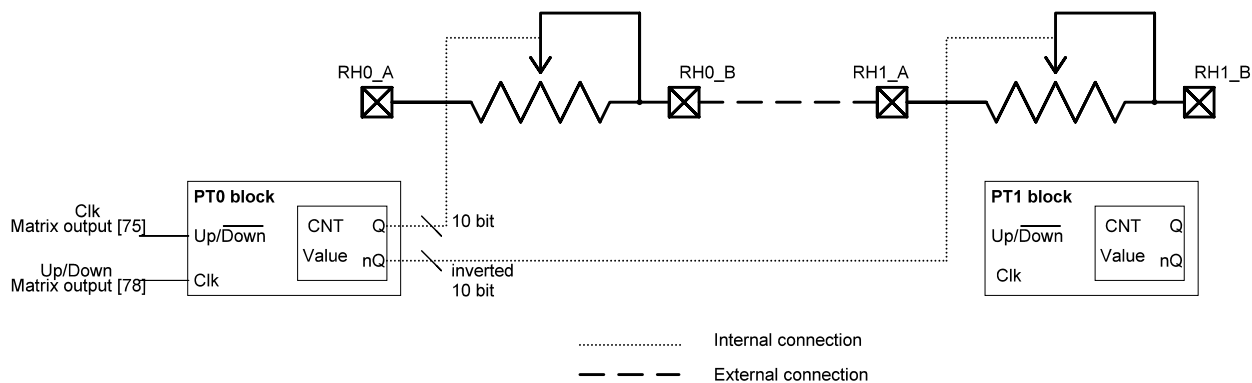 RH0_A
RH0_B
RH1_A
RH1_B
PT0 block
Clk
Matrix output [75]
Up/Down
CNT
Q
Value
nQ
10 bit
Up/Down
Matrix output [78]
Clk
inverted
10 bit
PT1 block
Up/Down
CNT
Q
Value
nQ
Clk
Internal connection
External connection